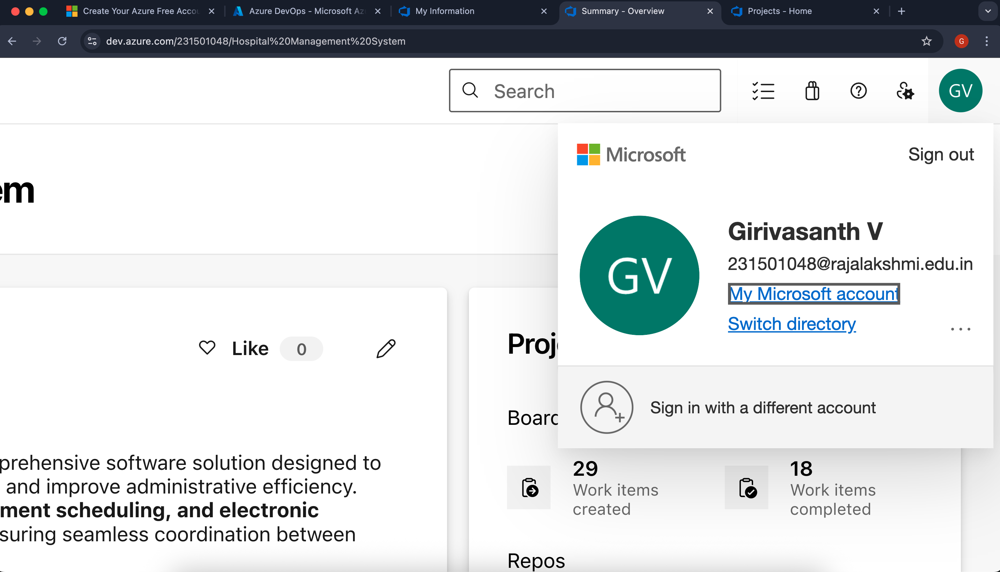 Create Your Azure Free Accou
Azure DevOps - Microsoft Az
My Information
Summary - Overview
Projects - Home
dev.azure.com/231501048/Hospital%20Management%20System
G
Search
GV
Microsoft
Sign out
em
Girivasanth V
231501048@rajalakshmi.edu.in
GV
My Microsoft account
Switch directory
Like
0
Proj
Sign in with a different account
Board
prehensive software solution designed to
and improve administrative efficiency.
ment scheduling, and electronic
suring seamless coordination between
29
Work items
created
18
Work items
completed
Repos